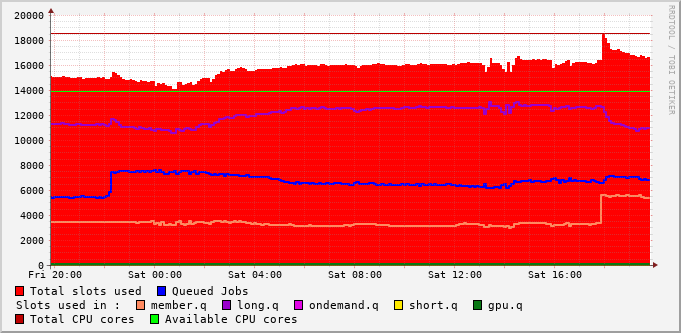 RRDTOOL / TOBI OETIKER
20000
18000
16000
14000
12000
10000
8000
6000
4000
2000
0
Fri 20:00 Sat 00:00 Sat 04:00 Sat 08:00 Sat 12:00 Sat 16:00
Total slots used Queued Jobs
Slots used in : member.q long.q ondemand.q short.q gpu.q
Total CPU cores Available CPU cores